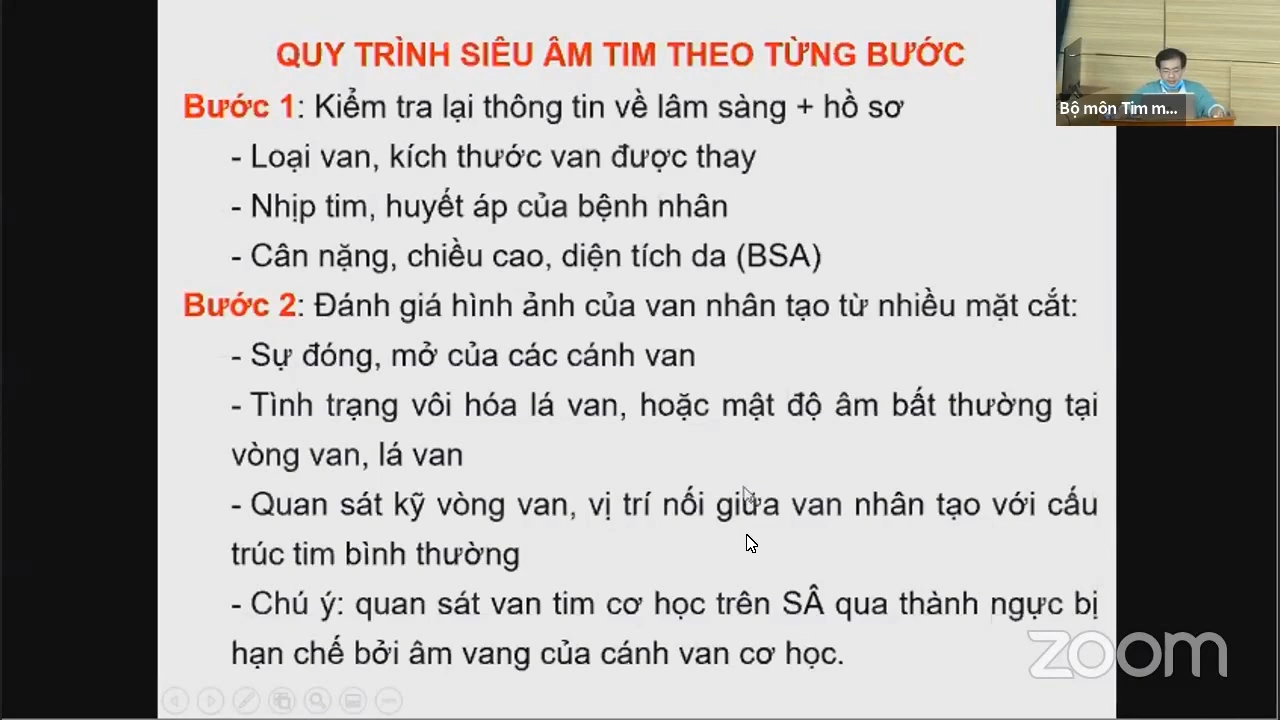 QUY TRÌNH SIÊU ÂM TIM THEO TỪNG BƯỚC
Bước 1: Kiểm tra lại thông tin về lâm sàng + hồ sơ
- Loại van, kích thước van được thay
- Nhịp tim, huyết áp của bệnh nhân
- Cân nặng, chiều cao, diện tích da (BSA)
Bước 2: Đánh giá hình ảnh của van nhân tạo từ nhiều mặt cắt:
- Sự đóng, mở của các cánh van
- Tình trạng vôi hóa lá van, hoặc mật độ âm bất thường tại
vòng van, lá van
- Quan sát kỹ vòng van, vị trí nối giữa van nhân tạo với cấu
trúc tim bình thường
- Chú ý: quan sát van tim cơ học trên SÂ qua thành ngực bị
hạn chế bởi âm vang của cánh van cơ học.
Bộ môn Tim m...
zoom